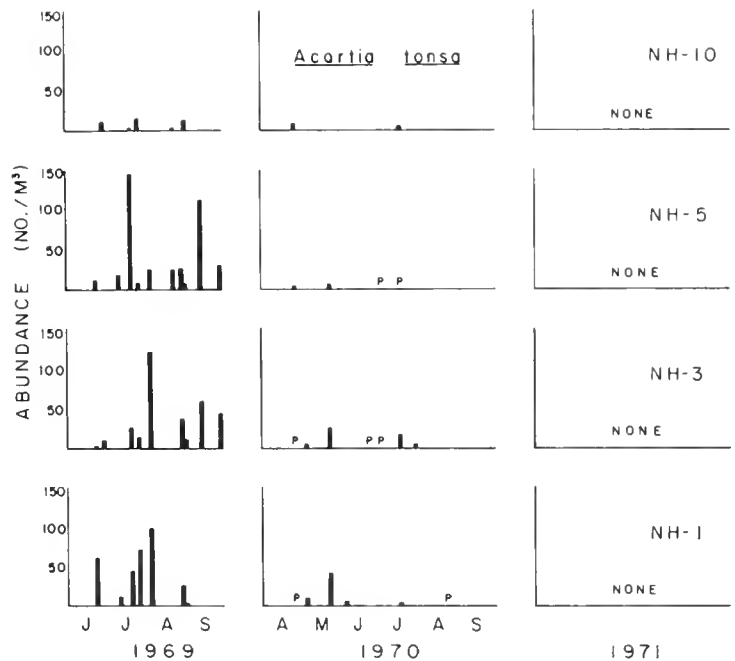 Acartia tonsa
ABUNDANCE (NO./M³)
150
100
50
NH-10
NONE
150
100
50
P P
NH-5
NONE
150
100
50
P P P
NH-3
NONE
150
100
50
P P
NH-1
NONE
J J A S
A M J J A S
1969
1970
1971